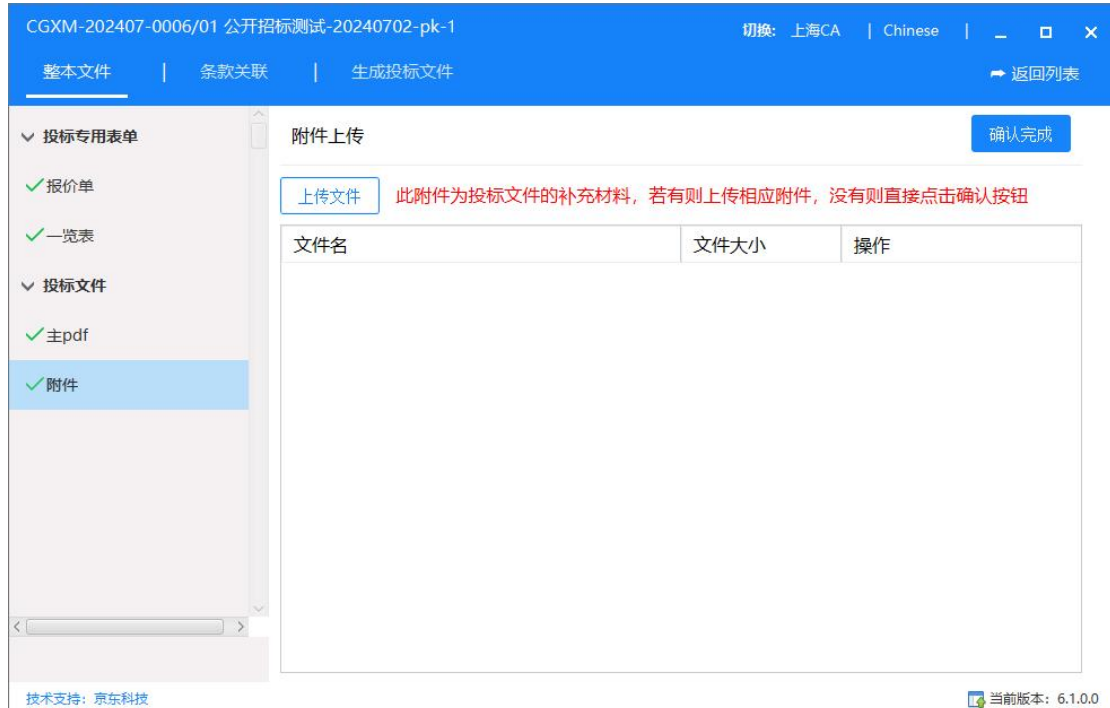 CGXM-202407-0006/01 公开招标测试-20240702-pk-1 切换: 上海CA | Chinese |
整本文件 | 条款关联 | 生成投标文件 返回列表
投标专用表单
附件上传 确认完成
报价单
上传文件 此附件为投标文件的补充材料，若有则上传相应附件，没有则直接点击确认按钮
一览表
文件名 文件大小 操作
投标文件
主pdf
附件
技术支持：京东科技 当前版本：6.1.0.0